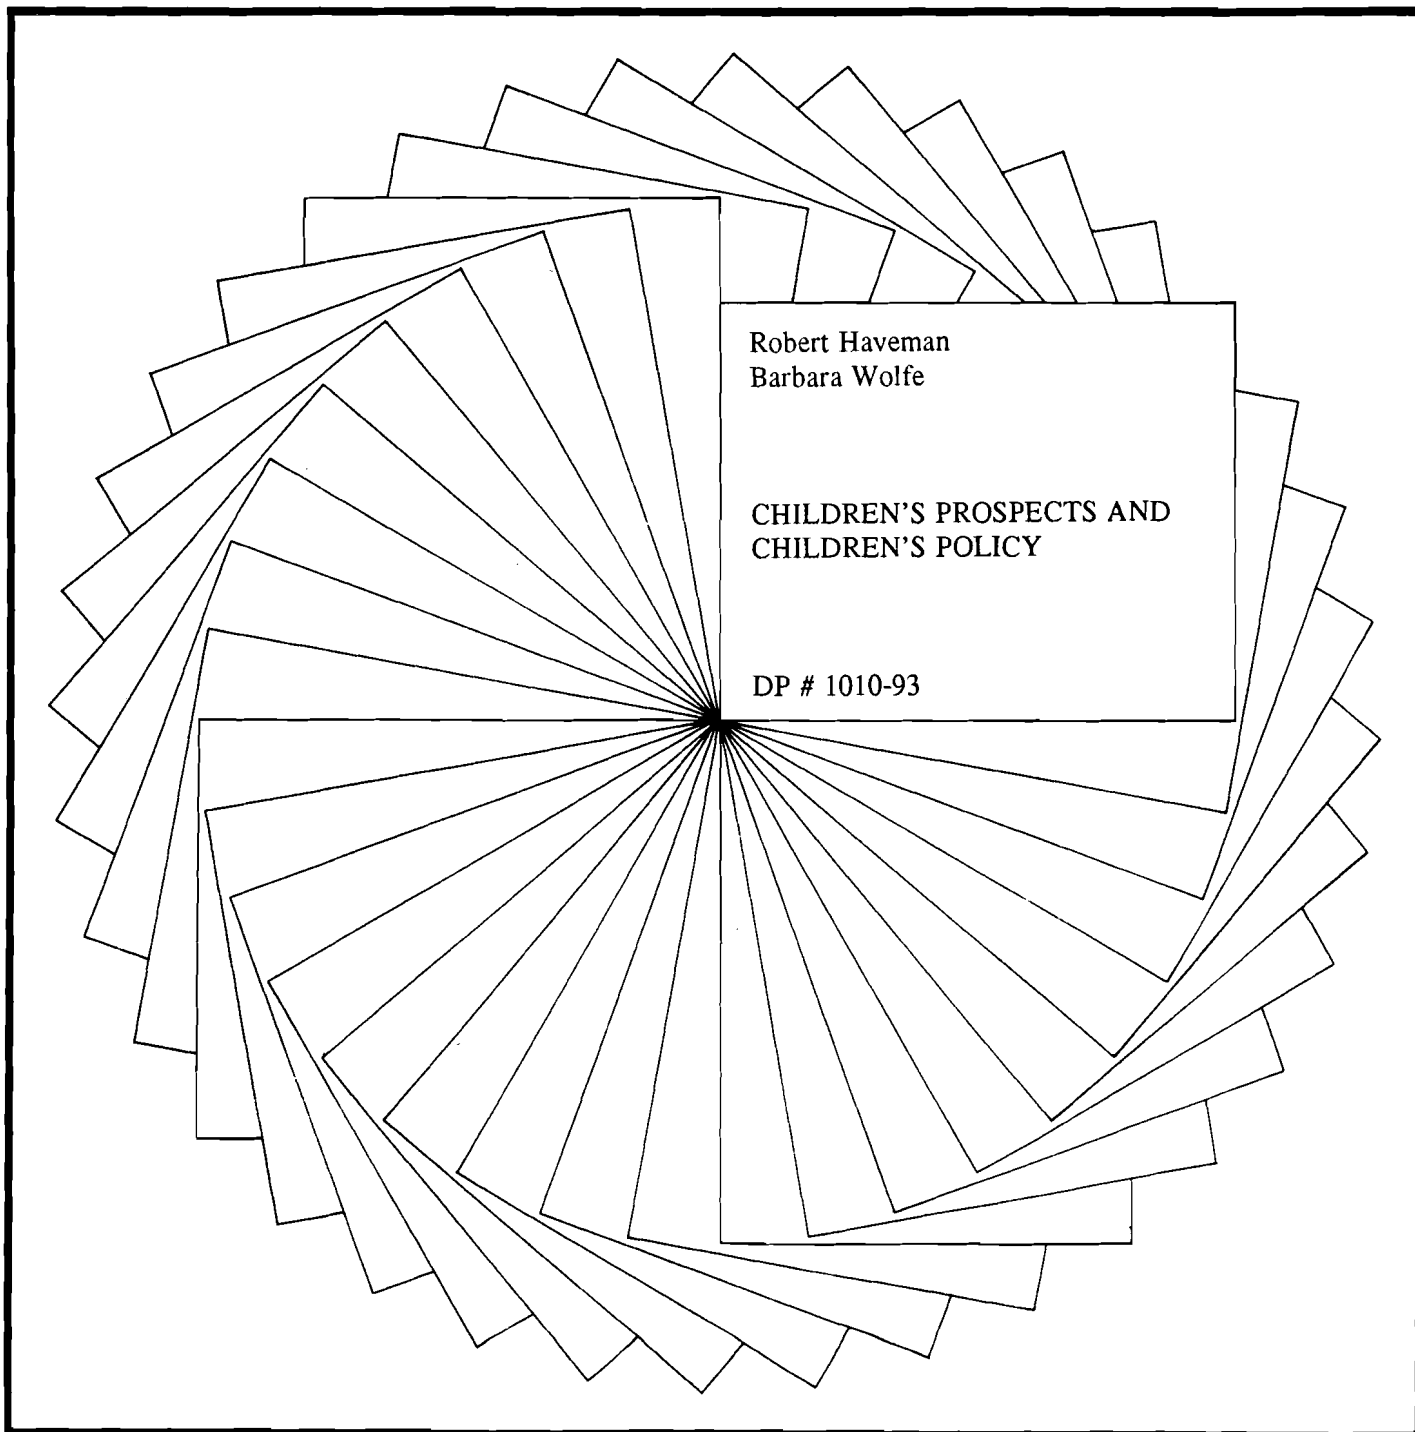 Robert Haveman
Barbara Wolfe
CHILDREN'S PROSPECTS AND
CHILDREN'S POLICY
DP # 1010-93